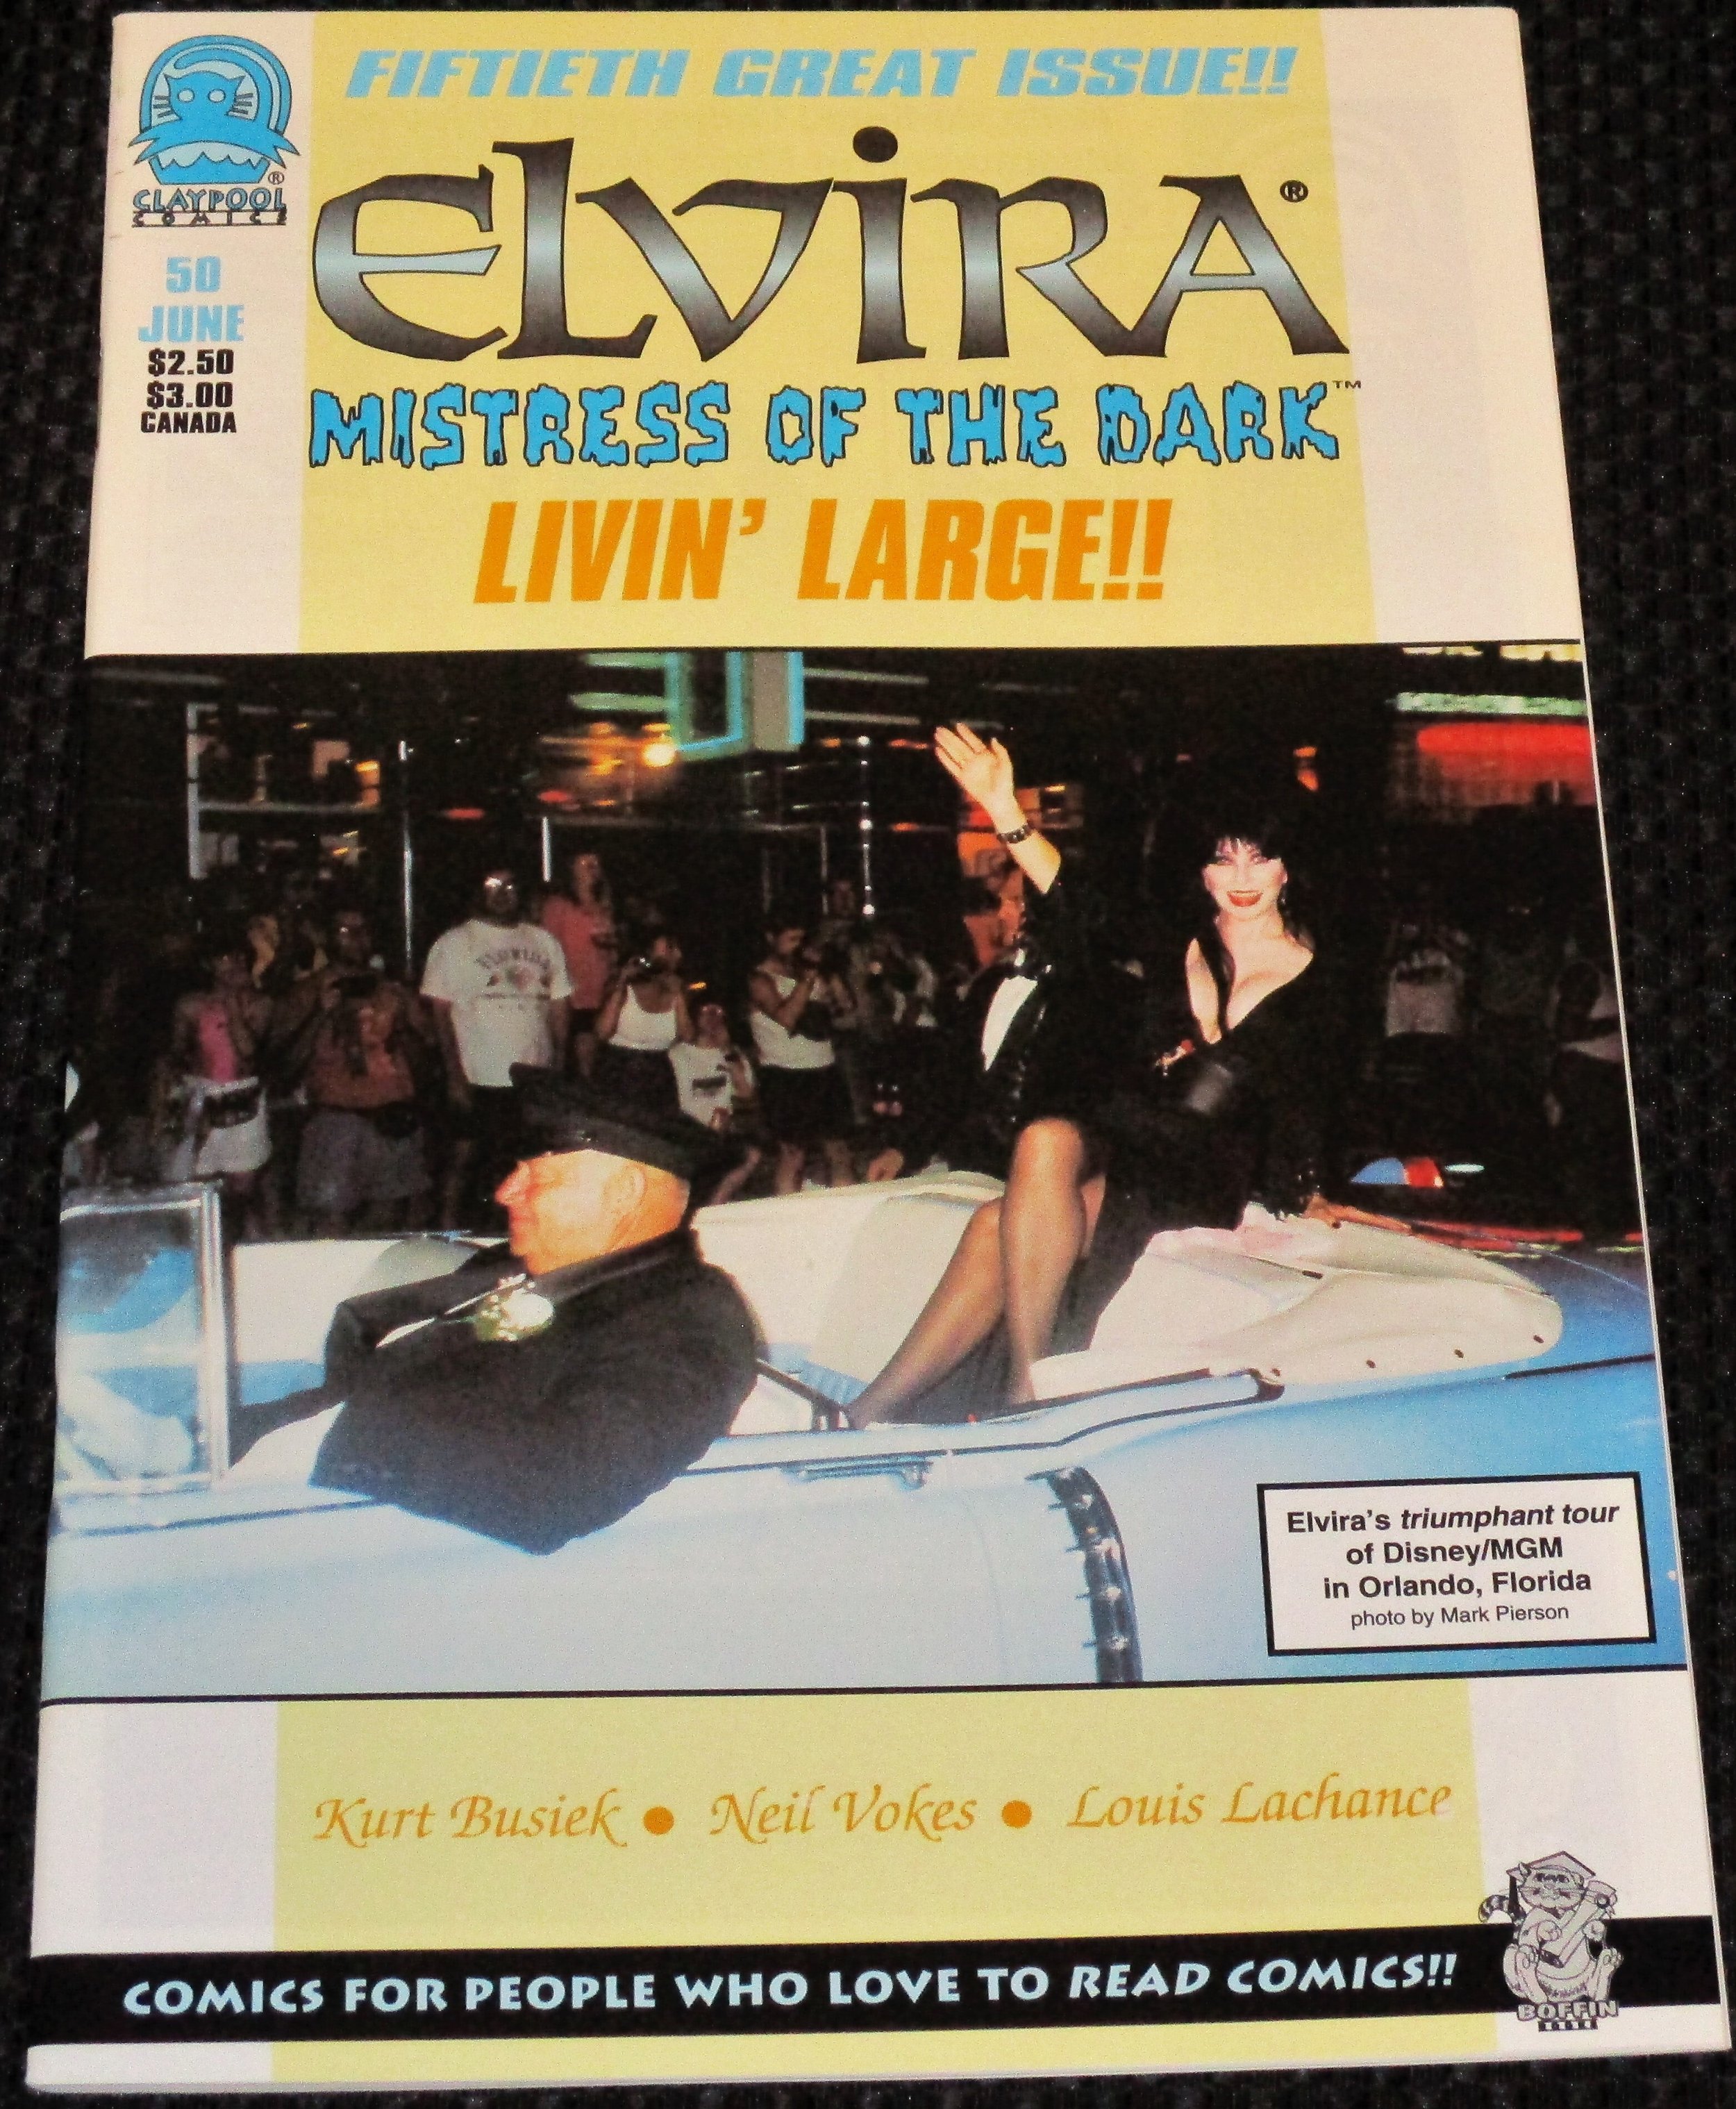 FIFTIETH GREAT ISSUE!!
CLAYPOOL®
COMICS
ELVIRA®
50
JUNE
$2.50
$3.00
CANADA
MISTRESS OF THE DARK™
LIVIN' LARGE!!
Florida
Elvira's triumphant tour
of Disney/MGM
in Orlando, Florida
photo by Mark Pierson
Kurt Busiek ● Neil Vokes ● Louis Lachance
COMICS FOR PEOPLE WHO LOVE TO READ COMICS!!
BOFFIN